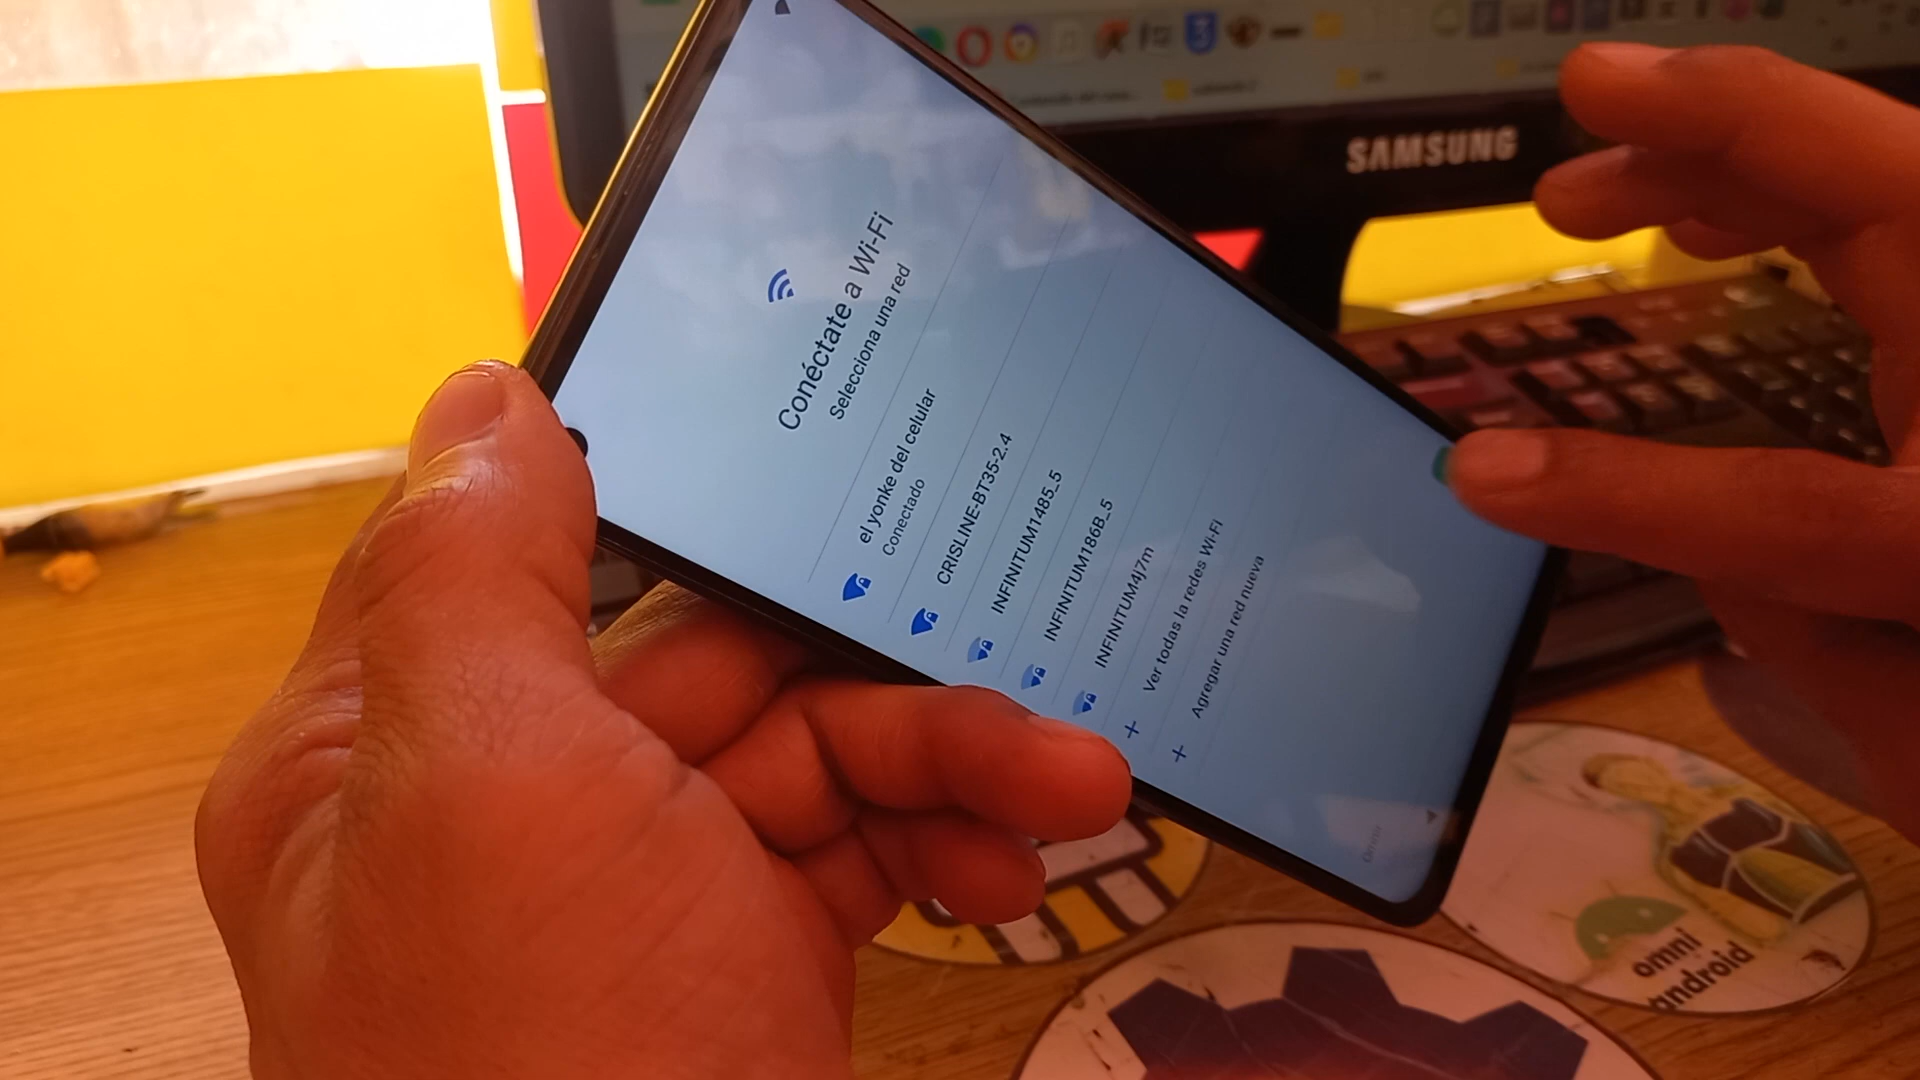 SAMSUNG
Conéctate a Wi-Fi
Selecciona una red
el yonke del celular
Conectado
CRISLINE-BT35-2.4
INFINITUM1485_5
INFINITUM186B_5
INFINITUM4j7m
Ver todas la redes Wi-Fi
Agregar una red nueva
omni
android